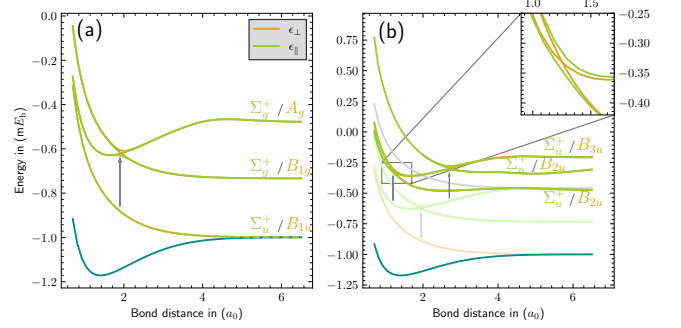 (a)
ϵ⊥
ϵ∥
Σg+ / Ag
Σg+ / B1g
Σu+ / B1u
0.0
−0.2
−0.4
−0.6
−0.8
−1.0
−1.2
2
4
6
Energy in (mEh)
Bond distance in (a0)
(b)
1.0
1.5
−0.25
−0.30
−0.35
−0.40
Σu+ / B3u
Σu+ / B2u
Σu+ / B2u
0.75
0.50
0.25
0.00
−0.25
−0.50
−0.75
−1.00
−1.25
2
4
6
Bond distance in (a0)